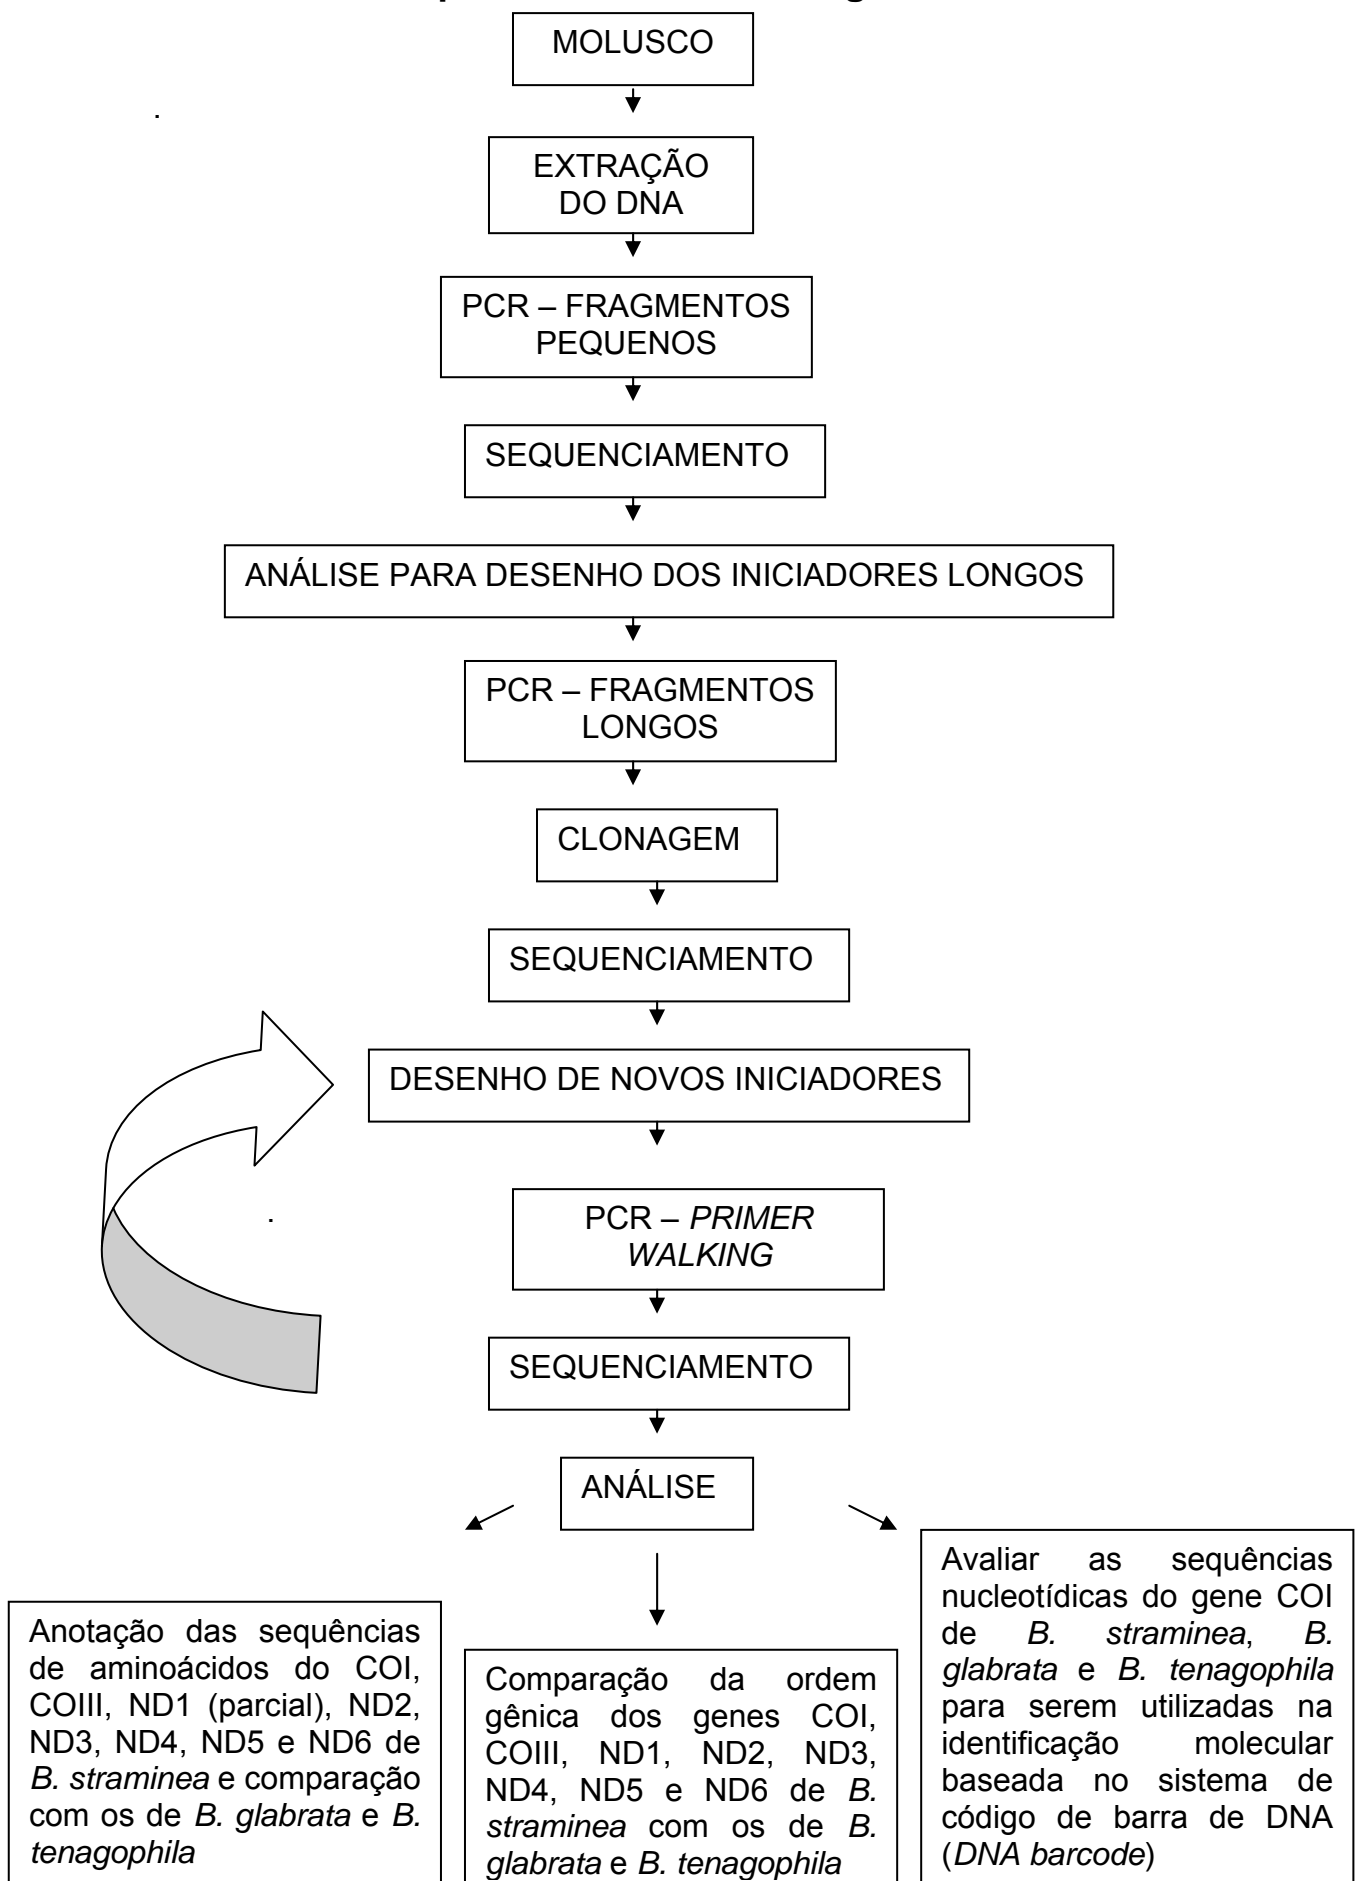 MOLUSCO
EXTRAÇÃO
DO DNA
PCR – FRAGMENTOS
PEQUENOS
SEQUENCIAMENTO
ANÁLISE PARA DESENHO DOS INICIADORES LONGOS
PCR – FRAGMENTOS
LONGOS
CLONAGEM
SEQUENCIAMENTO
DESENHO DE NOVOS INICIADORES
PCR – PRIMER
WALKING
SEQUENCIAMENTO
ANÁLISE
Anotação das sequências
de aminoácidos do COI,
COIII, ND1 (parcial), ND2,
ND3, ND4, ND5 e ND6 de
B. straminea e comparação
com os de B. glabrata e B.
tenagophila
Comparação da ordem
gênica dos genes COI,
COIII, ND1, ND2, ND3,
ND4, ND5 e ND6 de B.
straminea com os de B.
glabrata e B. tenagophila
Avaliar as sequências
nucleotídicas do gene COI
de B. straminea, B.
glabrata e B. tenagophila
para serem utilizadas na
identificação molecular
baseada no sistema de
código de barra de DNA
(DNA barcode)